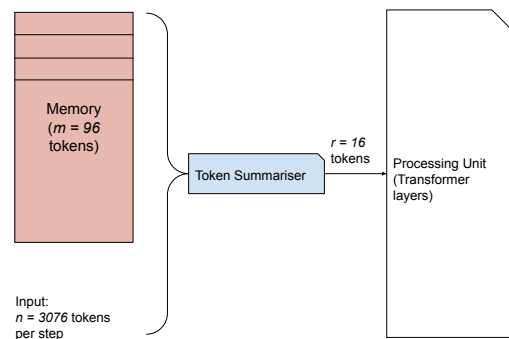 Memory
(m = 96
tokens)
Token Summariser
r = 16
tokens
Processing Unit
(Transformer
layers)
Input:
n = 3076 tokens
per step